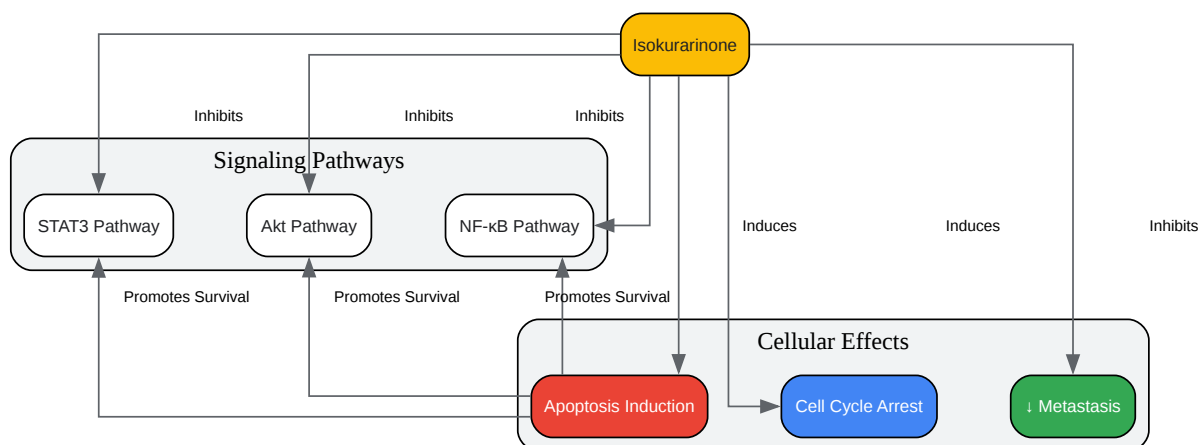 Isokurarinone
Inhibits
Inhibits
Inhibits
Signaling Pathways
STAT3 Pathway
Akt Pathway
NF-κB Pathway
Induces
Induces
Inhibits
Promotes Survival
Promotes Survival
Promotes Survival
Cellular Effects
Apoptosis Induction
Cell Cycle Arrest
↓ Metastasis